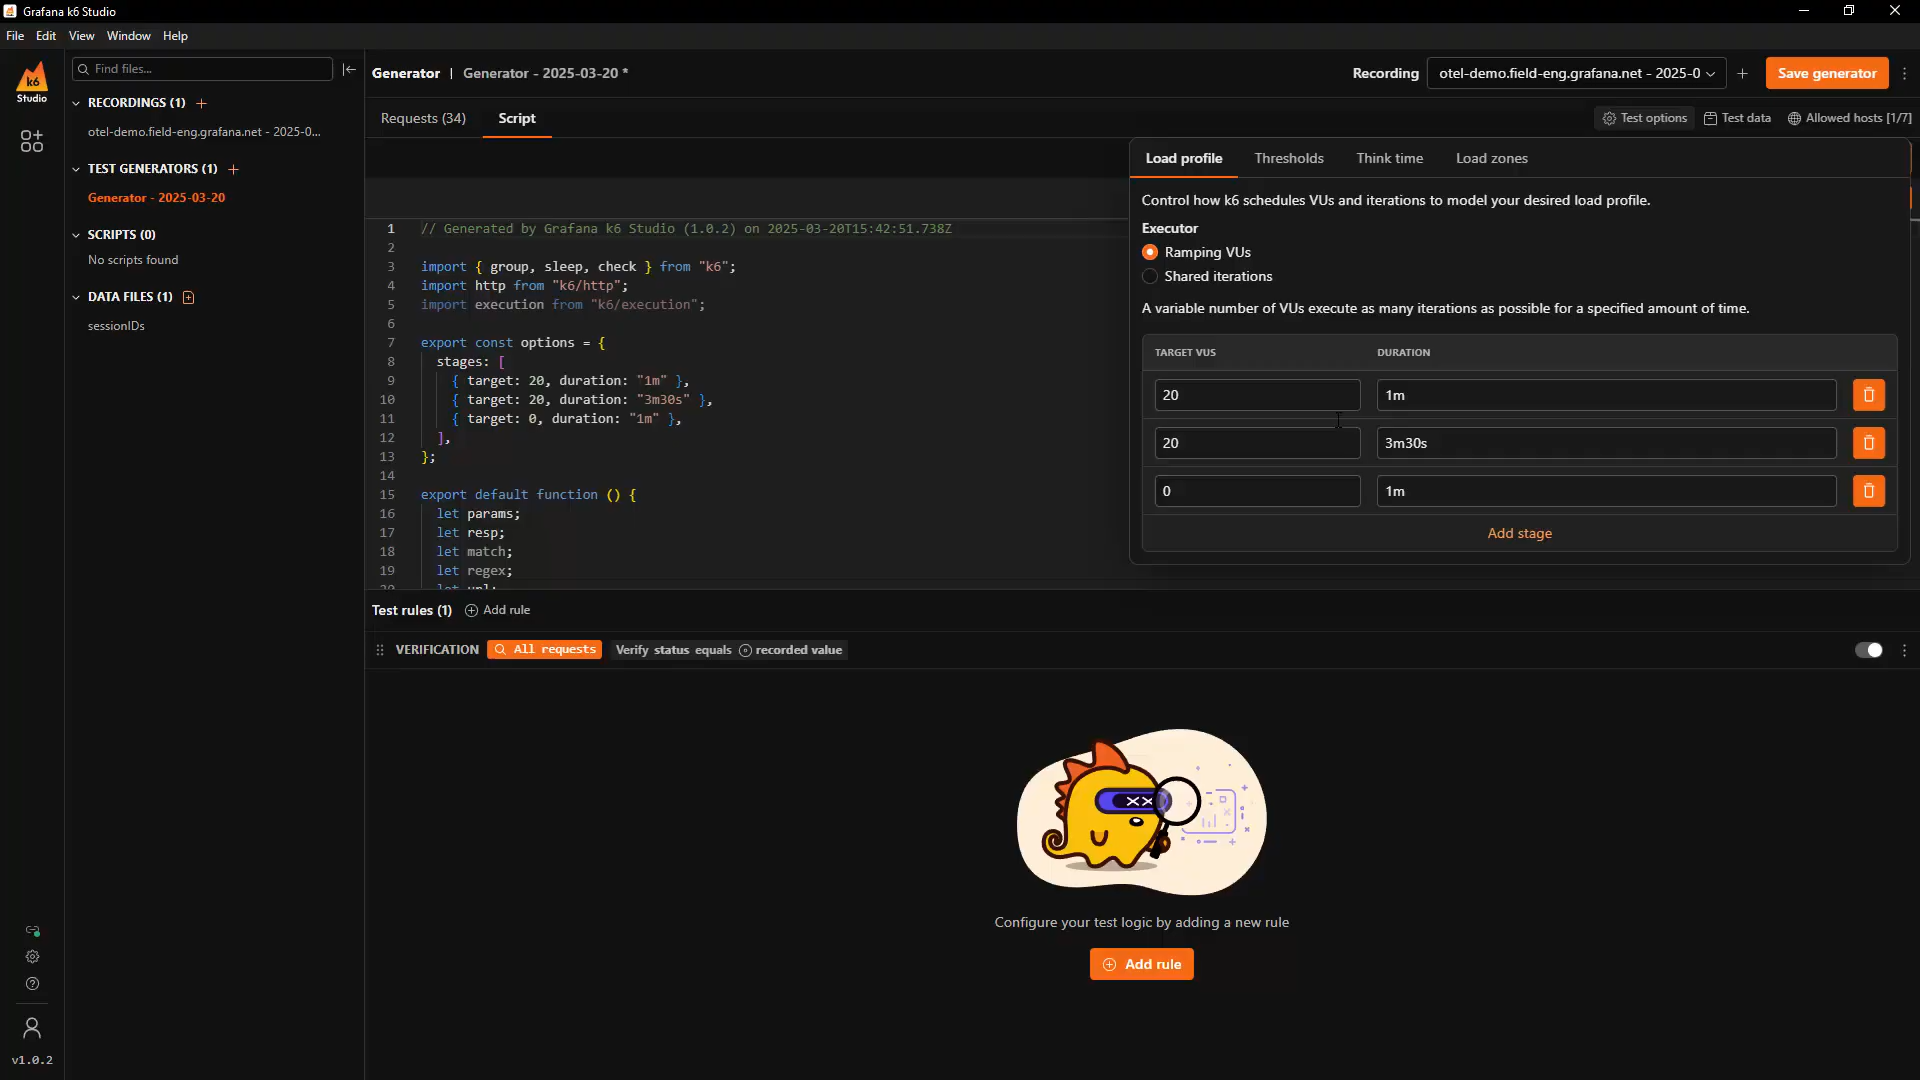 Grafana k6 Studio
File Edit View Window Help
k6
Studio
Find files...
RECORDINGS (1)
otel-demo.field-eng.grafana.net - 2025-0...
TEST GENERATORS (1)
Generator - 2025-03-20
SCRIPTS (0)
No scripts found
DATA FILES (1)
sessionIDs
v1.0.2
Generator | Generator - 2025-03-20 *
Recording otel-demo.field-eng.grafana.net - 2025-0
Save generator
Requests (34) Script
Test options Test data Allowed hosts [1/7]
1 // Generated by Grafana k6 Studio (1.0.2) on 2025-03-20T15:42:51.738Z
2
3 import { group, sleep, check } from "k6";
4 import http from "k6/http";
5 import execution from "k6/execution";
6
7 export const options = {
8 stages: [
9 { target: 20, duration: "1m" },
10 { target: 20, duration: "3m30s" },
11 { target: 0, duration: "1m" },
12 ],
13 };
14
15 export default function () {
16 let params;
17 let resp;
18 let match;
19 let regex;
20 let url;
Load profile Thresholds Think time Load zones
Control how k6 schedules VUs and iterations to model your desired load profile.
Executor
Ramping VUs
Shared iterations
A variable number of VUs execute as many iterations as possible for a specified amount of time.
TARGET VUS DURATION
20 1m
20 3m30s
0 1m
Add stage
Test rules (1) Add rule
VERIFICATION All requests Verify status equals recorded value
Configure your test logic by adding a new rule
Add rule